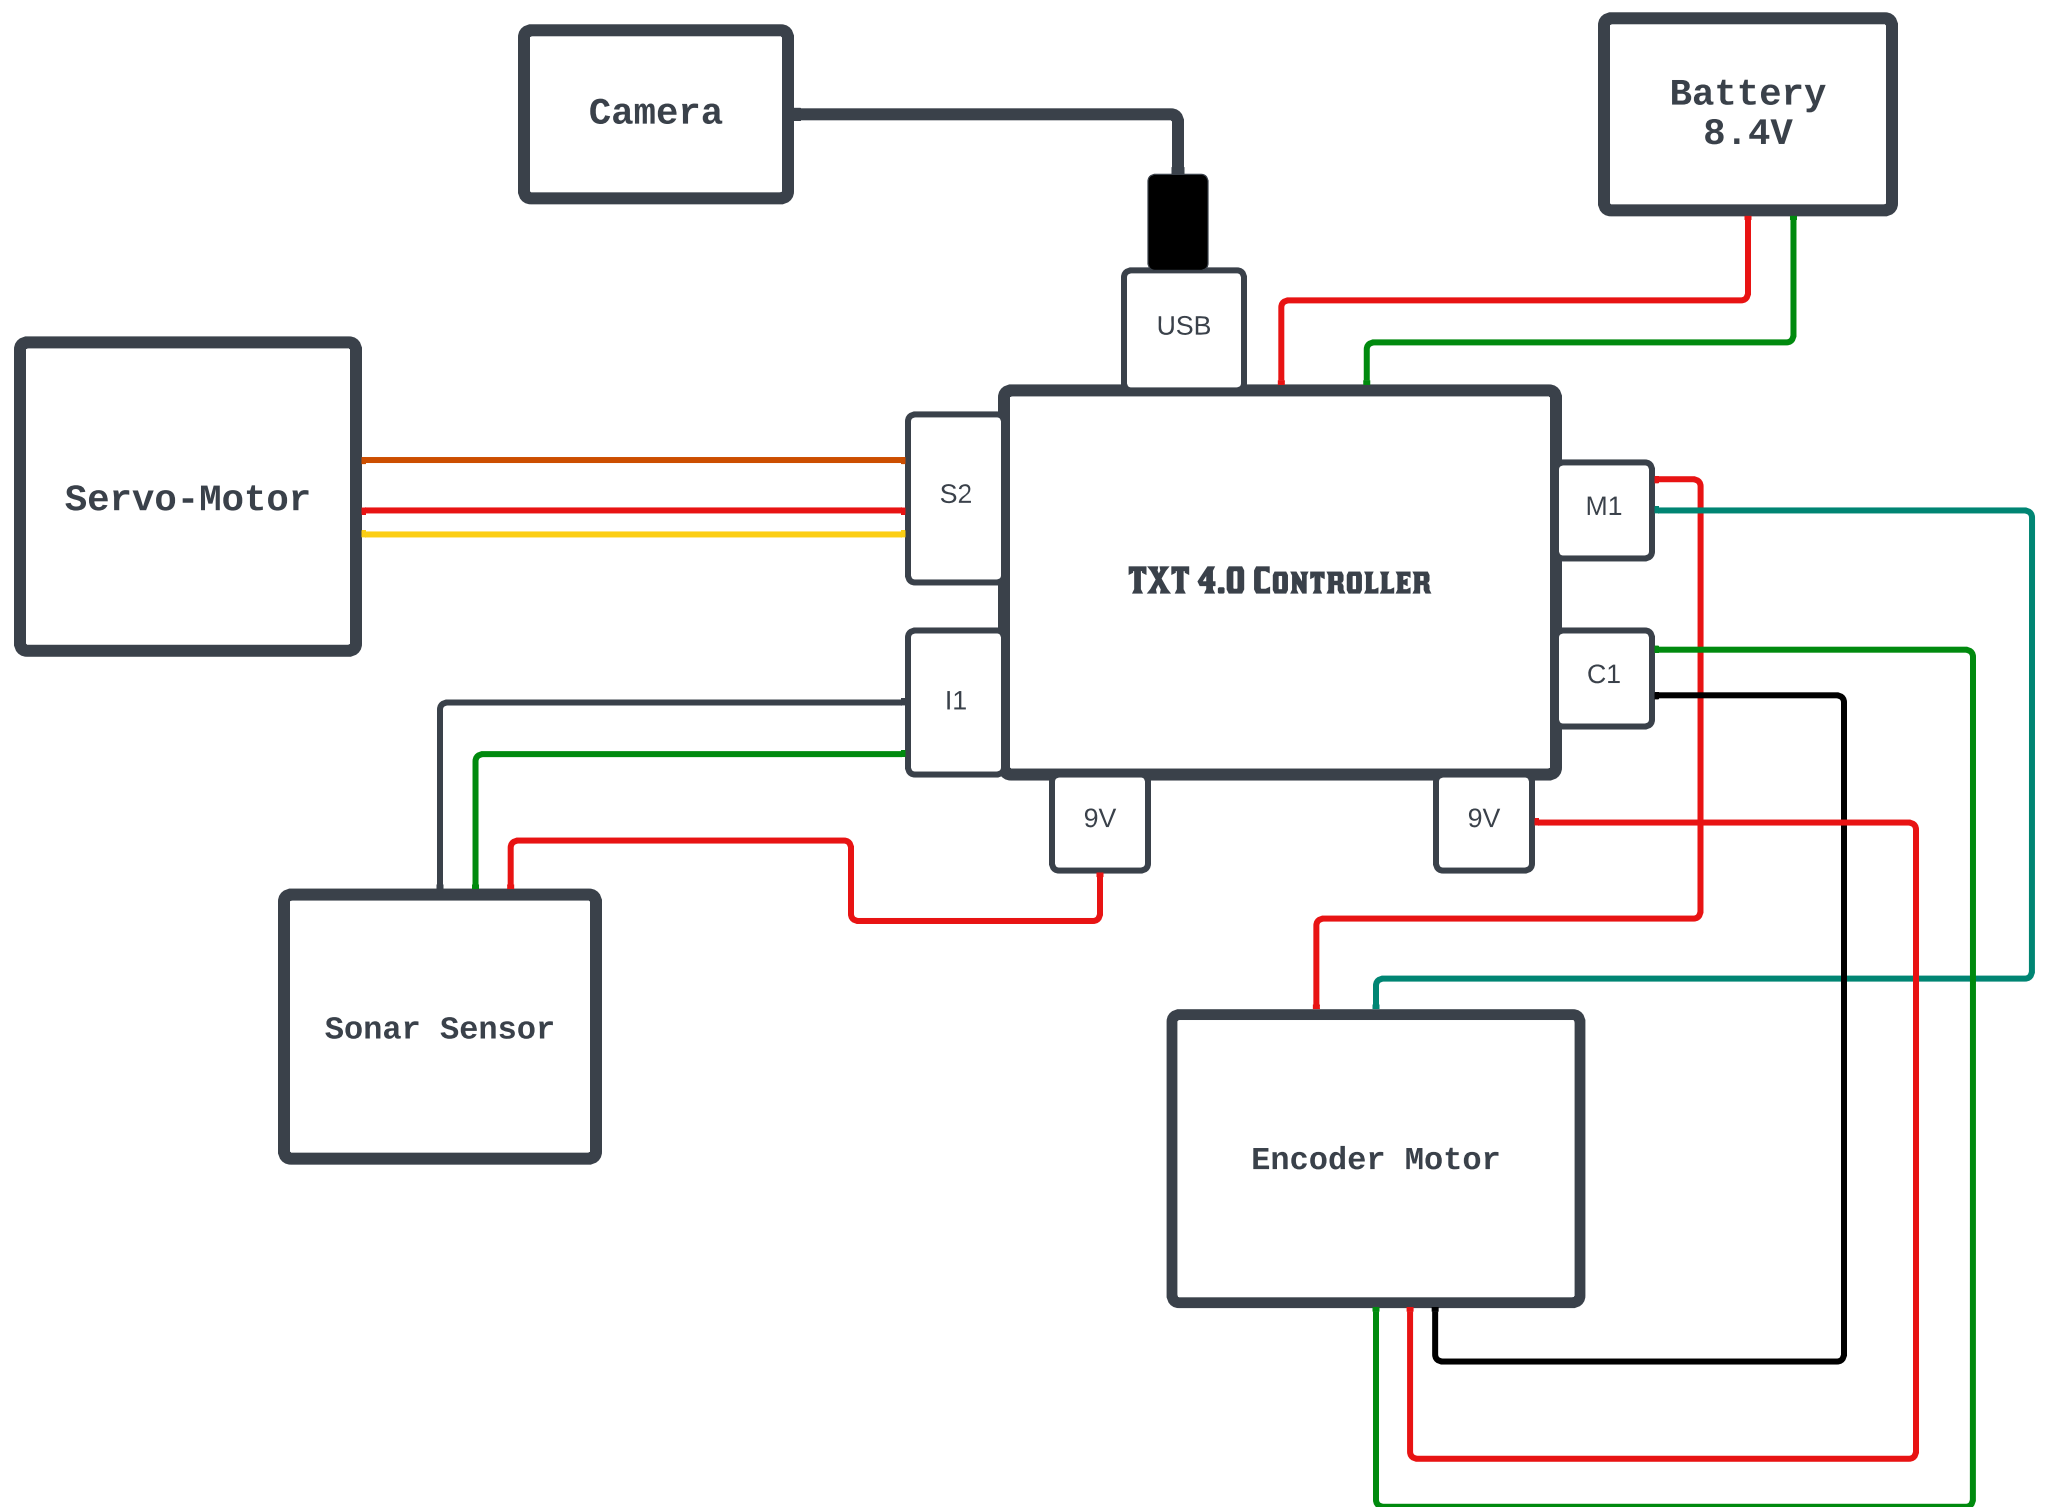 Camera
Battery
8.4V
USB
Servo-Motor
S2
M1
TXT 4.0 Controller
I1
C1
9V
9V
Sonar Sensor
Encoder Motor